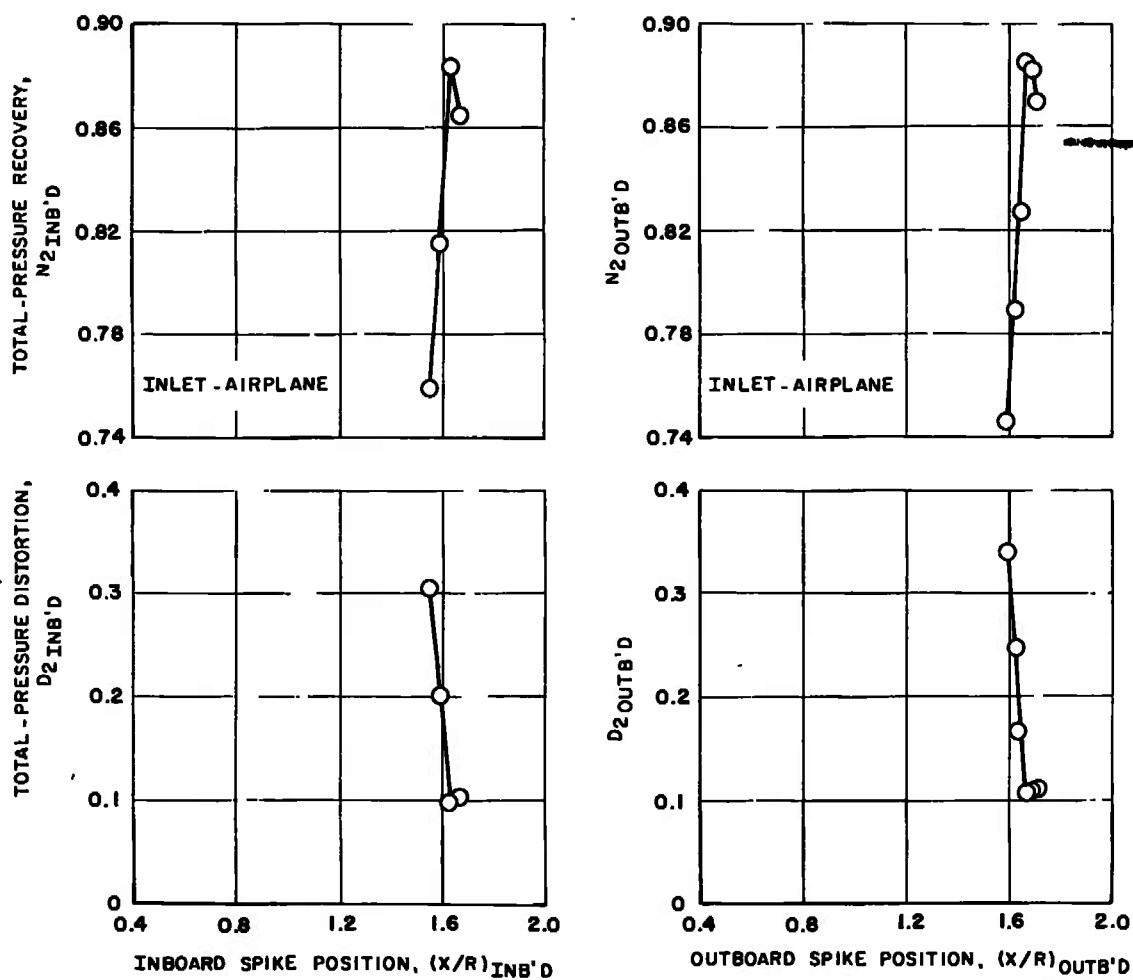 TOTAL-PRESSURE RECOVERY,
N2INB'D
0.90
0.86
0.82
0.78
0.74
INLET-AIRPLANE
N2OUTB'D
0.90
0.86
0.82
0.78
0.74
INLET-AIRPLANE
TOTAL-PRESSURE DISTORTION,
D2INB'D
0.4
0.3
0.2
0.1
0
0.4 0.8 1.2 1.6 2.0
INBOARD SPIKE POSITION, (X/R)INB'D
D2OUTB'D
0.4
0.3
0.2
0.1
0
0.4 0.8 1.2 1.6 2.0
OUTBOARD SPIKE POSITION, (X/R)OUTB'D